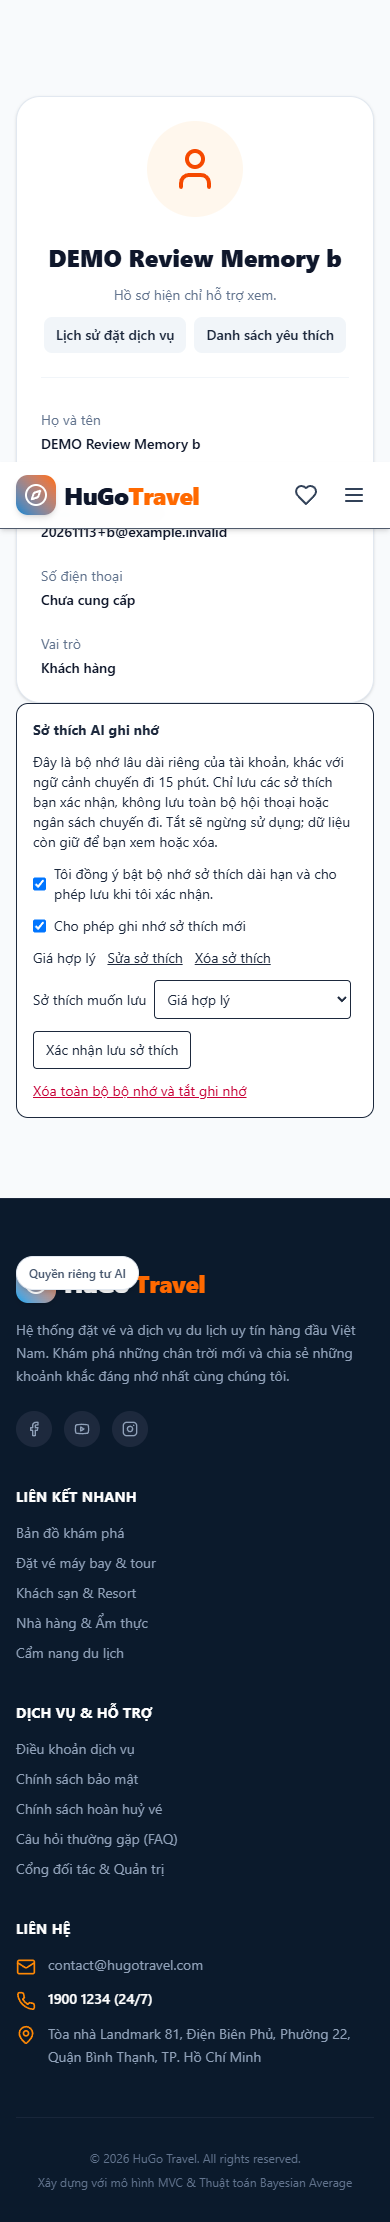 DEMO Review Memory b
Hồ sơ hiện chỉ hỗ trợ xem.
Lịch sử đặt dịch vụ
Danh sách yêu thích
Họ và tên
DEMO Review Memory b
HuGoTravel
20261113+b@example.invalid
Số điện thoại
Chưa cung cấp
Vai trò
Khách hàng
Sở thích AI ghi nhớ
Đây là bộ nhớ lâu dài riêng của tài khoản, khác với
ngữ cảnh chuyến đi 15 phút. Chỉ lưu các sở thích
bạn xác nhận, không lưu toàn bộ hội thoại hoặc
ngân sách chuyến đi. Tắt sẽ ngừng sử dụng; dữ liệu
còn giữ để bạn xem hoặc xóa.
Tôi đồng ý bật bộ nhớ sở thích dài hạn và cho
phép lưu khi tôi xác nhận.
Cho phép ghi nhớ sở thích mới
Giá hợp lý Sửa sở thích Xóa sở thích
Sở thích muốn lưu Giá hợp lý
Xác nhận lưu sở thích
Xóa toàn bộ bộ nhớ và tắt ghi nhớ
Quyền riêng tư AI
Travel
Hệ thống đặt vé và dịch vụ du lịch uy tín hàng đầu Việt
Nam. Khám phá những chân trời mới và chia sẻ những
khoảnh khắc đáng nhớ nhất cùng chúng tôi.
LIÊN KẾT NHANH
Bản đồ khám phá
Đặt vé máy bay & tour
Khách sạn & Resort
Nhà hàng & Ẩm thực
Cẩm nang du lịch
DỊCH VỤ & HỖ TRỢ
Điều khoản dịch vụ
Chính sách bảo mật
Chính sách hoàn huỷ vé
Câu hỏi thường gặp (FAQ)
Cổng đối tác & Quản trị
LIÊN HỆ
contact@hugotravel.com
1900 1234 (24/7)
Tòa nhà Landmark 81, Điện Biên Phủ, Phường 22,
Quận Bình Thạnh, TP. Hồ Chí Minh
© 2026 HuGo Travel. All rights reserved.
Xây dựng với mô hình MVC & Thuật toán Bayesian Average